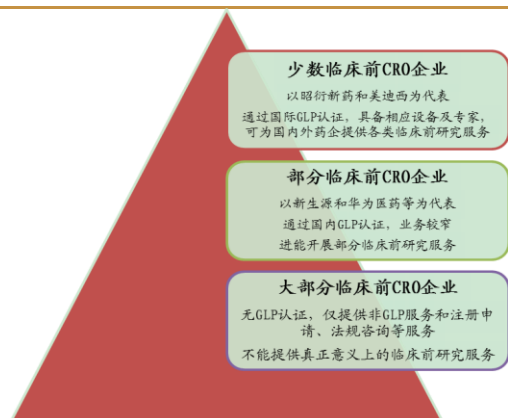 少数临床前CRO企业
以昭衍新药和美迪西为代表
通过国际GLP认证，具备相应设备及专家，
可为国内外药企提供各类临床前研究服务
部分临床前CRO企业
以新生源和华为医药等为代表
通过国内GLP认证，业务较窄
进能开展部分临床前研究服务
大部分临床前CRO企业
无GLP认证，仅提供非GLP服务和注册申
请、法规咨询等服务
不能提供真正意义上的临床前研究服务